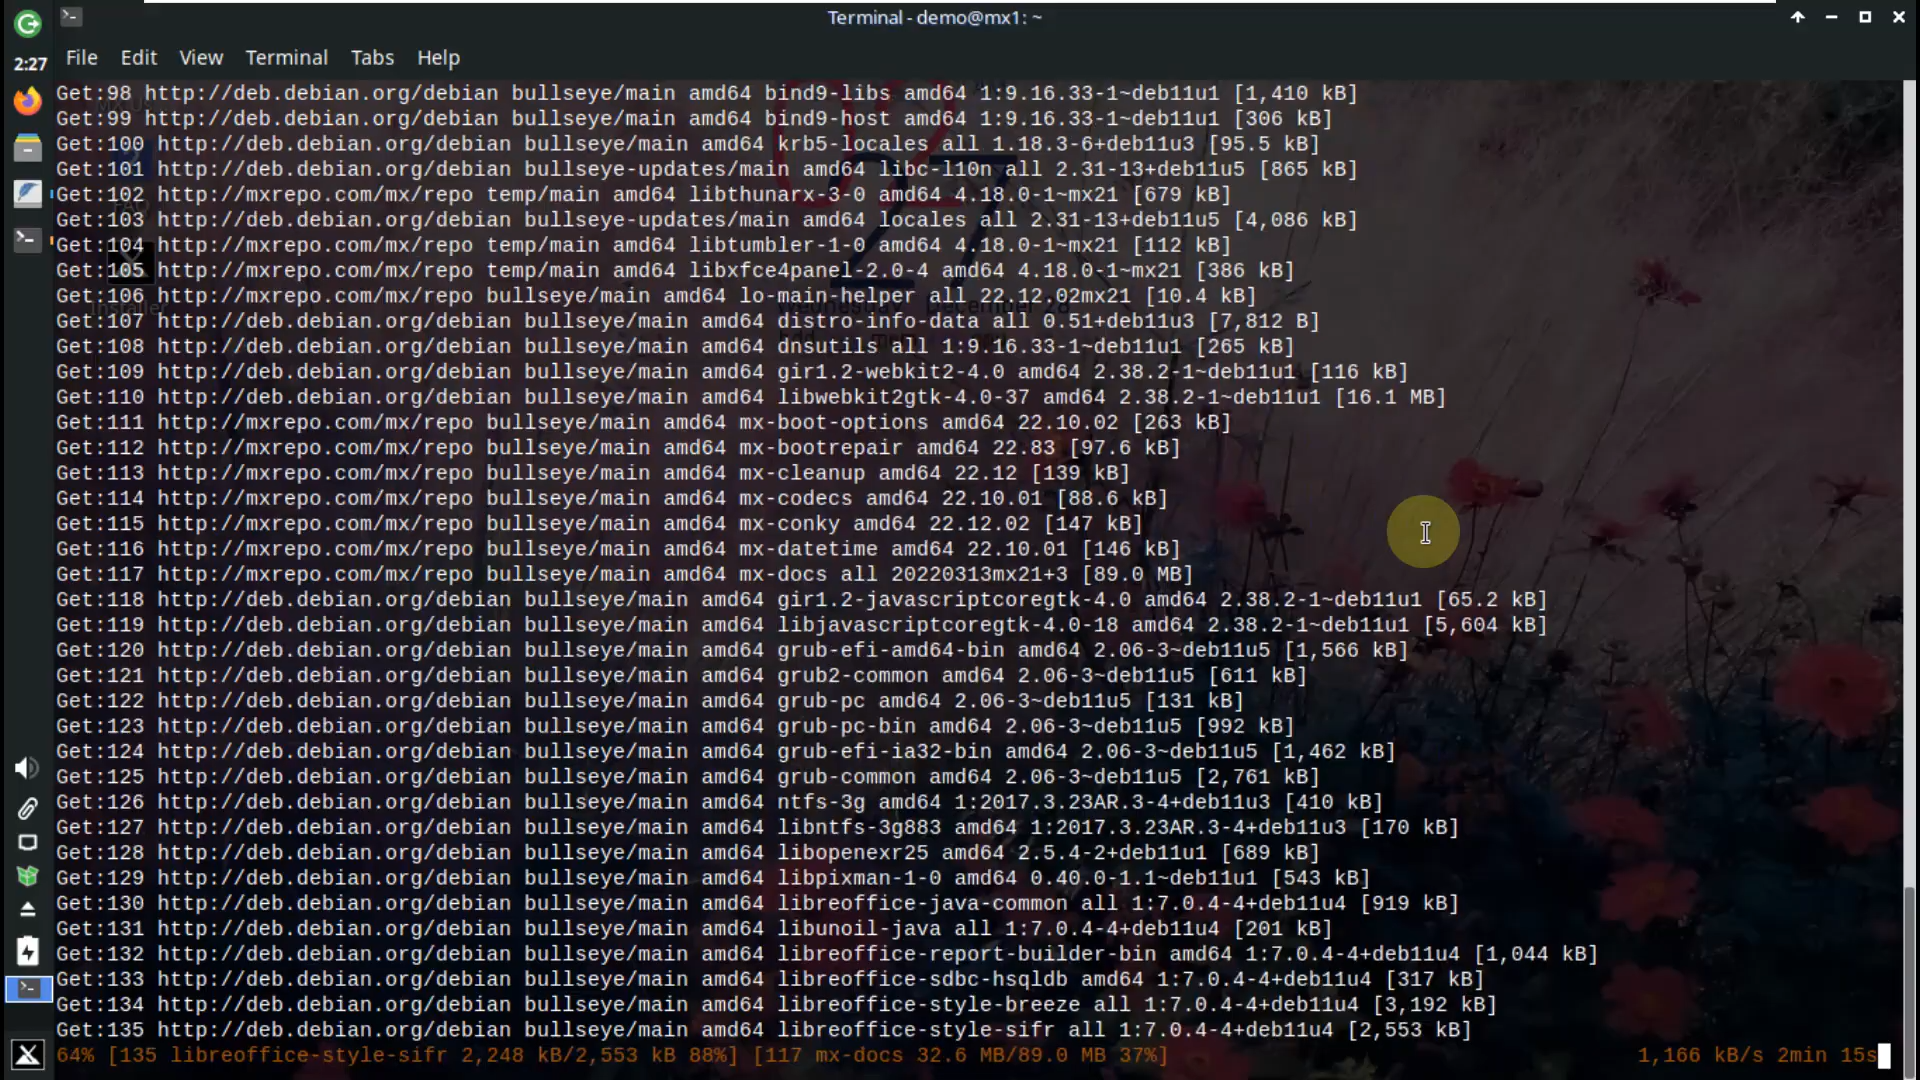 Terminal - demo@mx1: ~
2:27
File Edit View Terminal Tabs Help
Get:98 http://deb.debian.org/debian bullseye/main amd64 bind9-libs amd64 1:9.16.33-1~deb11u1 [1,410 kB]
Get:99 http://deb.debian.org/debian bullseye/main amd64 bind9-host amd64 1:9.16.33-1~deb11u1 [306 kB]
Get:100 http://deb.debian.org/debian bullseye/main amd64 krb5-locales all 1.18.3-6+deb11u3 [95.5 kB]
Get:101 http://deb.debian.org/debian bullseye-updates/main amd64 libc-l10n all 2.31-13+deb11u5 [865 kB]
Get:102 http://mxrepo.com/mx/repo temp/main amd64 libthunarx-3-0 amd64 4.18.0-1~mx21 [679 kB]
Get:103 http://deb.debian.org/debian bullseye-updates/main amd64 locales all 2.31-13+deb11u5 [4,086 kB]
Get:104 http://mxrepo.com/mx/repo temp/main amd64 libtumbler-1-0 amd64 4.18.0-1~mx21 [112 kB]
Get:105 http://mxrepo.com/mx/repo temp/main amd64 libxfce4panel-2.0-4 amd64 4.18.0-1~mx21 [386 kB]
Get:106 http://mxrepo.com/mx/repo bullseye/main amd64 lo-main-helper all 22.12.02mx21 [10.4 kB]
Get:107 http://deb.debian.org/debian bullseye/main amd64 distro-info-data all 0.51+deb11u3 [7,812 B]
Get:108 http://deb.debian.org/debian bullseye/main amd64 dnsutils all 1:9.16.33-1~deb11u1 [265 kB]
Get:109 http://deb.debian.org/debian bullseye/main amd64 gir1.2-webkit2-4.0 amd64 2.38.2-1~deb11u1 [116 kB]
Get:110 http://deb.debian.org/debian bullseye/main amd64 libwebkit2gtk-4.0-37 amd64 2.38.2-1~deb11u1 [16.1 MB]
Get:111 http://mxrepo.com/mx/repo bullseye/main amd64 mx-boot-options amd64 22.10.02 [263 kB]
Get:112 http://mxrepo.com/mx/repo bullseye/main amd64 mx-bootrepair amd64 22.83 [97.6 kB]
Get:113 http://mxrepo.com/mx/repo bullseye/main amd64 mx-cleanup amd64 22.12 [139 kB]
Get:114 http://mxrepo.com/mx/repo bullseye/main amd64 mx-codecs amd64 22.10.01 [88.6 kB]
Get:115 http://mxrepo.com/mx/repo bullseye/main amd64 mx-conky amd64 22.12.02 [147 kB]
Get:116 http://mxrepo.com/mx/repo bullseye/main amd64 mx-datetime amd64 22.10.01 [146 kB]
Get:117 http://mxrepo.com/mx/repo bullseye/main amd64 mx-docs all 20220313mx21+3 [89.0 MB]
Get:118 http://deb.debian.org/debian bullseye/main amd64 gir1.2-javascriptcoregtk-4.0 amd64 2.38.2-1~deb11u1 [65.2 kB]
Get:119 http://deb.debian.org/debian bullseye/main amd64 libjavascriptcoregtk-4.0-18 amd64 2.38.2-1~deb11u1 [5,604 kB]
Get:120 http://deb.debian.org/debian bullseye/main amd64 grub-efi-amd64-bin amd64 2.06-3~deb11u5 [1,566 kB]
Get:121 http://deb.debian.org/debian bullseye/main amd64 grub2-common amd64 2.06-3~deb11u5 [611 kB]
Get:122 http://deb.debian.org/debian bullseye/main amd64 grub-pc amd64 2.06-3~deb11u5 [131 kB]
Get:123 http://deb.debian.org/debian bullseye/main amd64 grub-pc-bin amd64 2.06-3~deb11u5 [992 kB]
Get:124 http://deb.debian.org/debian bullseye/main amd64 grub-efi-ia32-bin amd64 2.06-3~deb11u5 [1,462 kB]
Get:125 http://deb.debian.org/debian bullseye/main amd64 grub-common amd64 2.06-3~deb11u5 [2,761 kB]
Get:126 http://deb.debian.org/debian bullseye/main amd64 ntfs-3g amd64 1:2017.3.23AR.3-4+deb11u3 [410 kB]
Get:127 http://deb.debian.org/debian bullseye/main amd64 libntfs-3g883 amd64 1:2017.3.23AR.3-4+deb11u3 [170 kB]
Get:128 http://deb.debian.org/debian bullseye/main amd64 libopenexr25 amd64 2.5.4-2+deb11u1 [689 kB]
Get:129 http://deb.debian.org/debian bullseye/main amd64 libpixman-1-0 amd64 0.40.0-1.1~deb11u1 [543 kB]
Get:130 http://deb.debian.org/debian bullseye/main amd64 libreoffice-java-common all 1:7.0.4-4+deb11u4 [919 kB]
Get:131 http://deb.debian.org/debian bullseye/main amd64 libunoil-java all 1:7.0.4-4+deb11u4 [201 kB]
Get:132 http://deb.debian.org/debian bullseye/main amd64 libreoffice-report-builder-bin amd64 1:7.0.4-4+deb11u4 [1,044 kB]
Get:133 http://deb.debian.org/debian bullseye/main amd64 libreoffice-sdbc-hsqldb amd64 1:7.0.4-4+deb11u4 [317 kB]
Get:134 http://deb.debian.org/debian bullseye/main amd64 libreoffice-style-breeze all 1:7.0.4-4+deb11u4 [3,192 kB]
Get:135 http://deb.debian.org/debian bullseye/main amd64 libreoffice-style-sifr all 1:7.0.4-4+deb11u4 [2,553 kB]
64% [135 libreoffice-style-sifr 2,248 kB/2,553 kB 88%] [117 mx-docs 32.6 MB/89.0 MB 37%] 1,166 kB/s 2min 15s